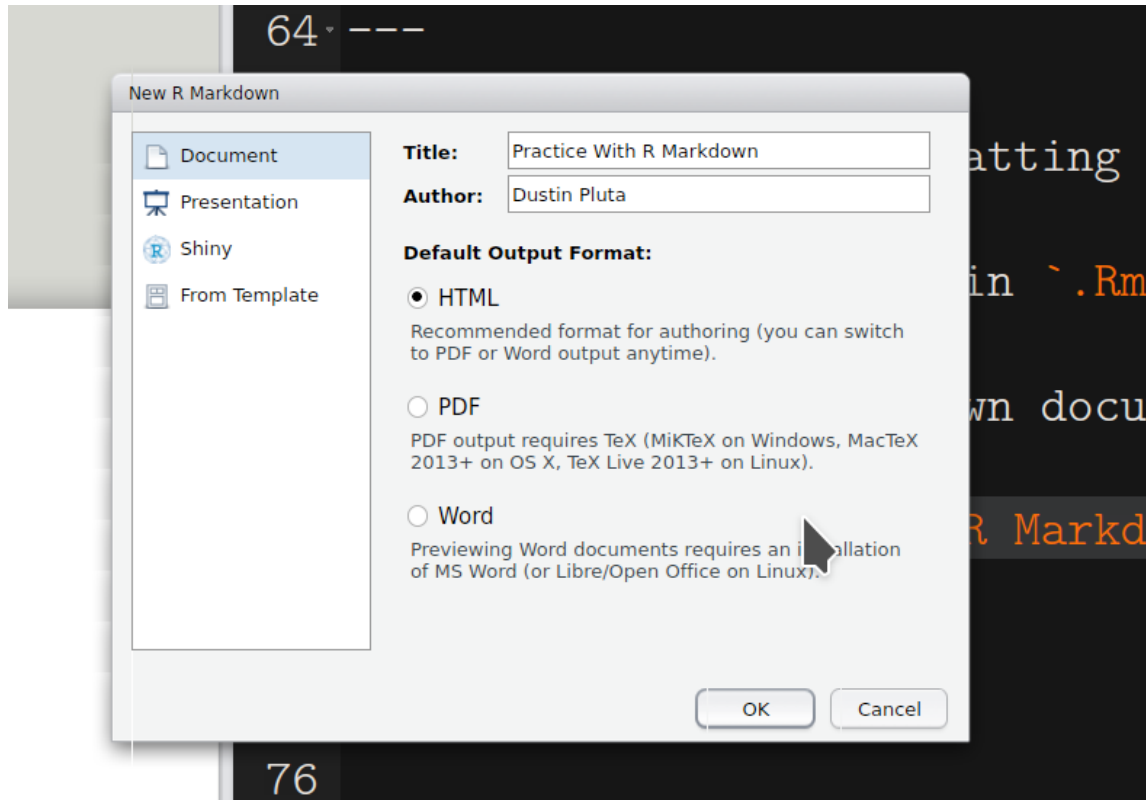 64 ---
New R Markdown
Document
Presentation
Shiny
From Template
Title: Practice With R Markdown
Author: Dustin Pluta
Default Output Format:
HTML
Recommended format for authoring (you can switch
to PDF or Word output anytime).
PDF
PDF output requires TeX (MiKTeX on Windows, MacTeX
2013+ on OS X, TeX Live 2013+ on Linux).
Word
Previewing Word documents requires an installation
of MS Word (or Libre/Open Office on Linux).
OK Cancel
atting
in `.Rm
wn docu
R Markd
76